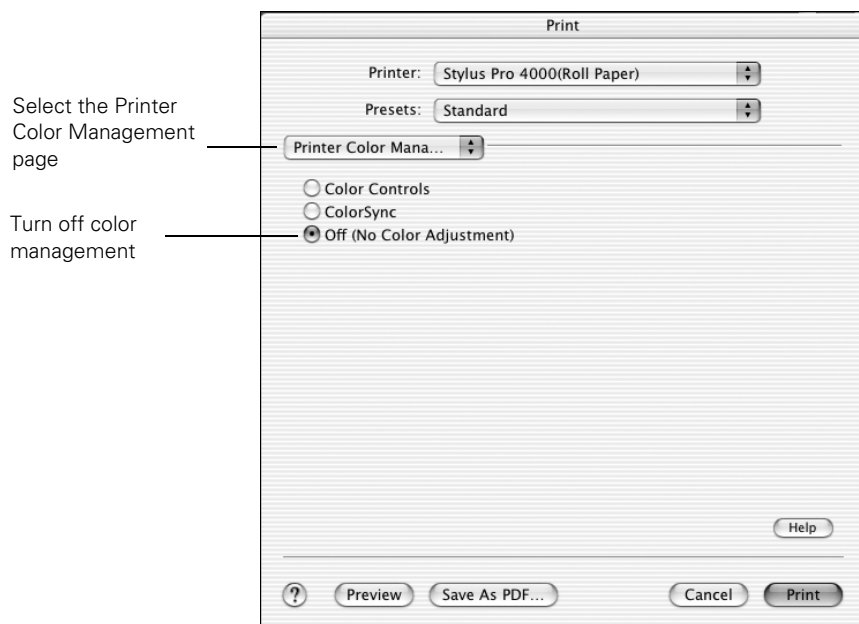 Print
Printer: Stylus Pro 4000(Roll Paper)
Presets: Standard
Select the Printer
Color Management
page
Printer Color Mana...
Color Controls
ColorSync
Turn off color
management
Off (No Color Adjustment)
Help
? Preview Save As PDF... Cancel Print